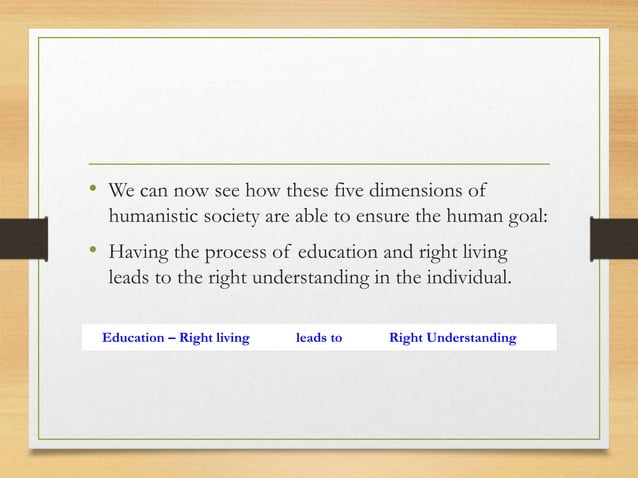 • We can now see how these five dimensions of
humanistic society are able to ensure the human goal:
• Having the process of education and right living
leads to the right understanding in the individual.
Education – Right living leads to Right Understanding